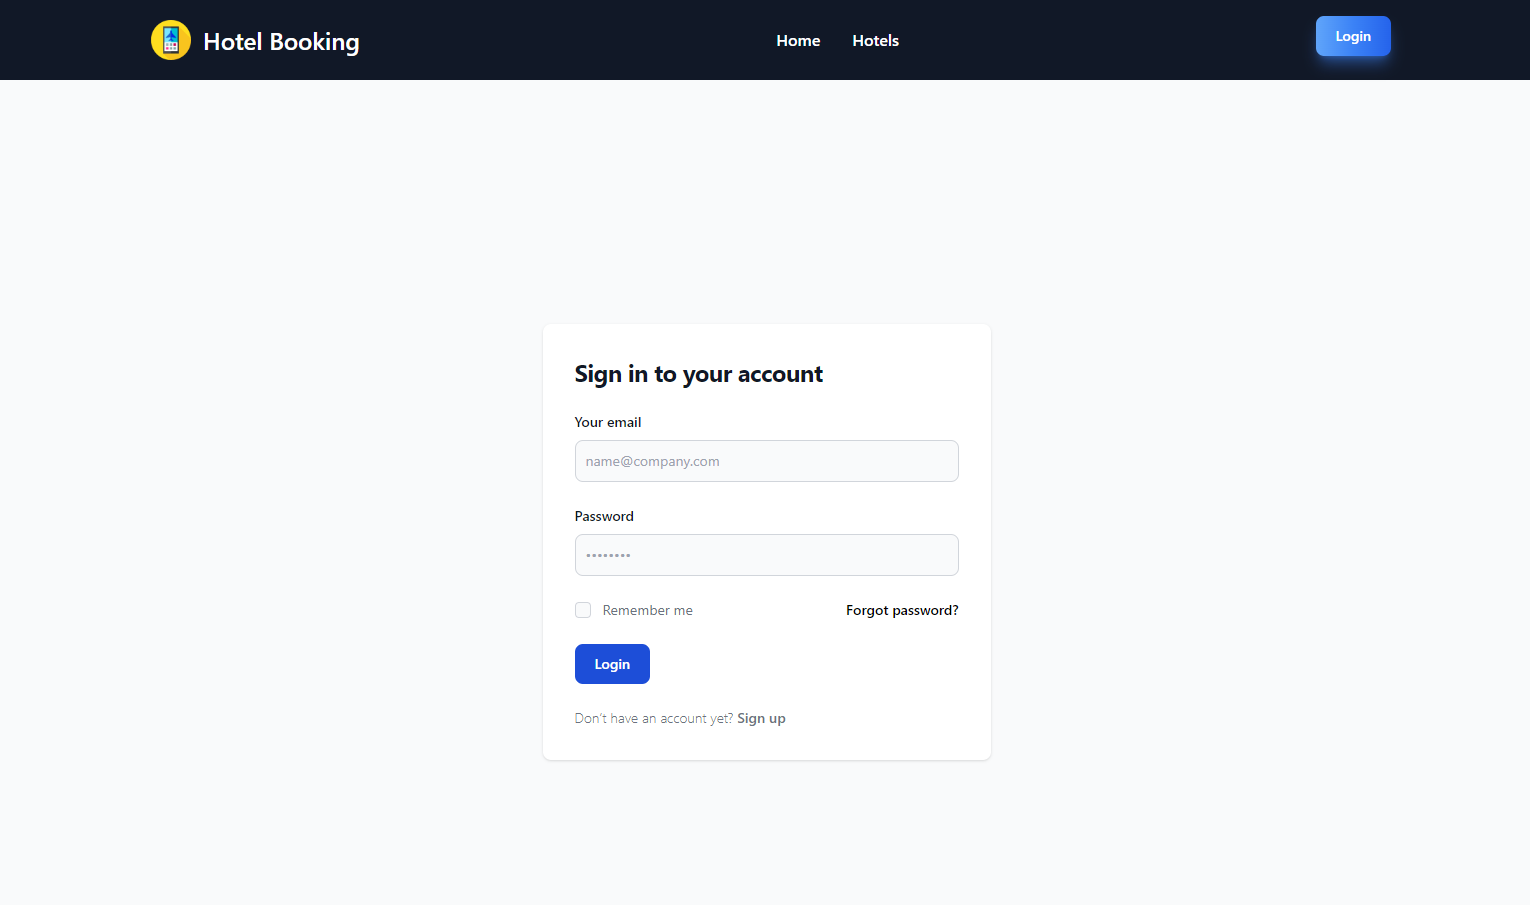 Hotel Booking
Home
Hotels
Login
Sign in to your account
Your email
name@company.com
Password
••••••••
Remember me
Forgot password?
Login
Don't have an account yet? Sign up